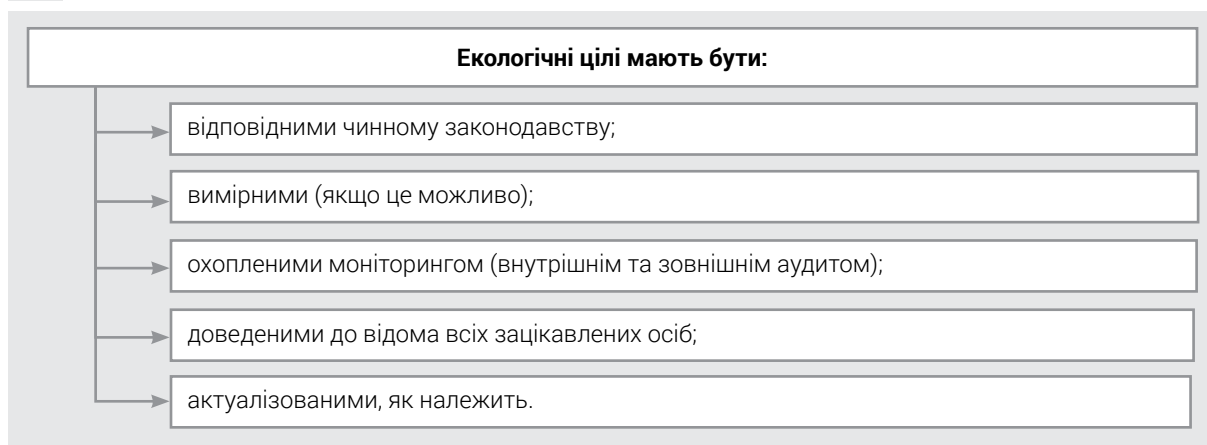 Екологічні цілі мають бути:
відповідними чинному законодавству;
вимірними (якщо це можливо);
охопленими моніторингом (внутрішнім та зовнішнім аудитом);
доведеними до відома всіх зацікавлених осіб;
актуалізованими, як належить.